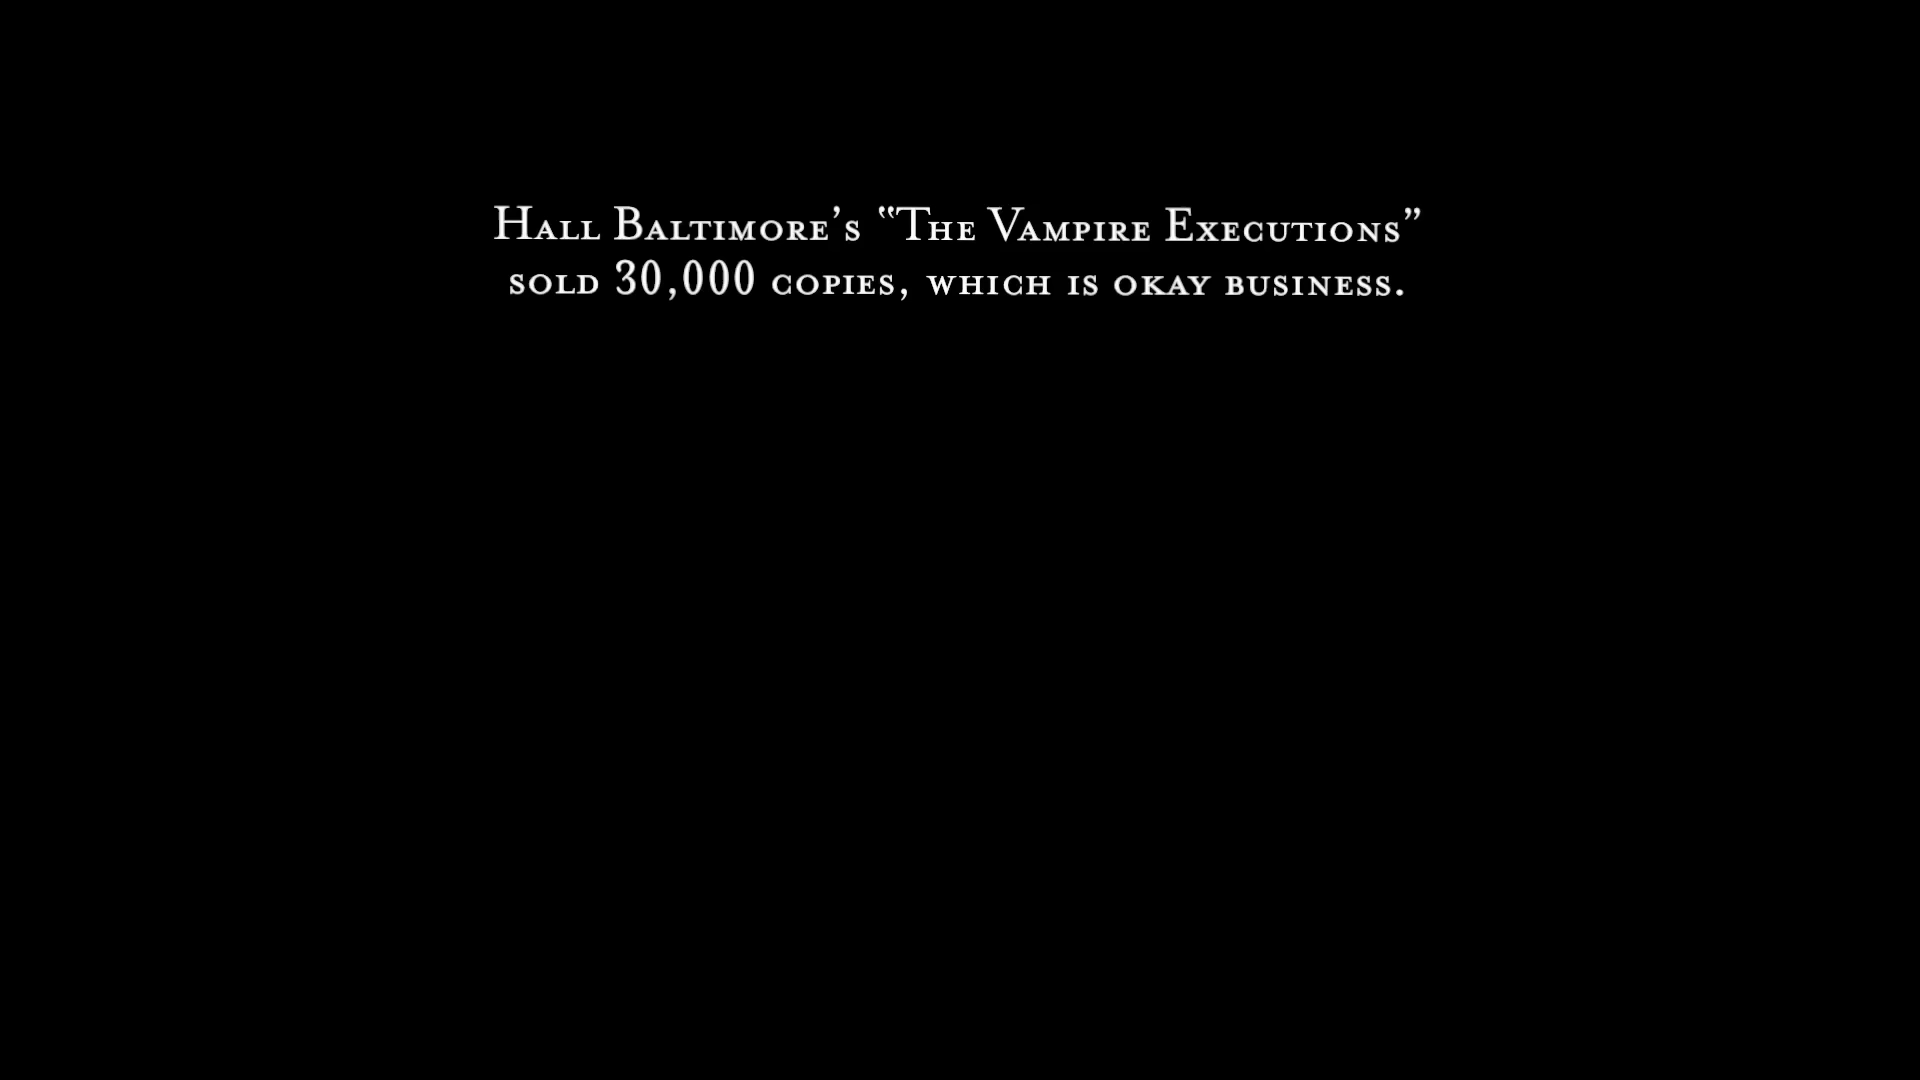 Hall Baltimore’s “The Vampire Executions”
sold 30,000 copies, which is okay business.